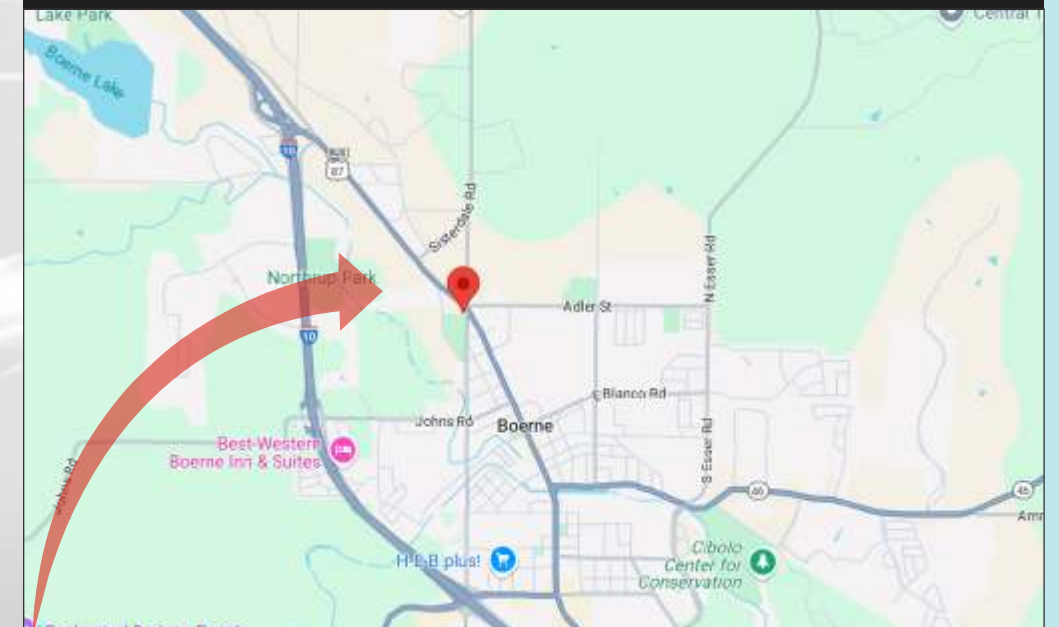 Lake Park
Central
Boerne Lake
10
87
Sisterdale Rd
N Esser Rd
Northrup Park
Adler St
10
Blanco Rd
Johns Rd
Boerne
Best Western
Boerne Inn & Suites
Johns Rd
S Esser Rd
46
46
H-E-B plus!
Cibolo
Center for
Conservation